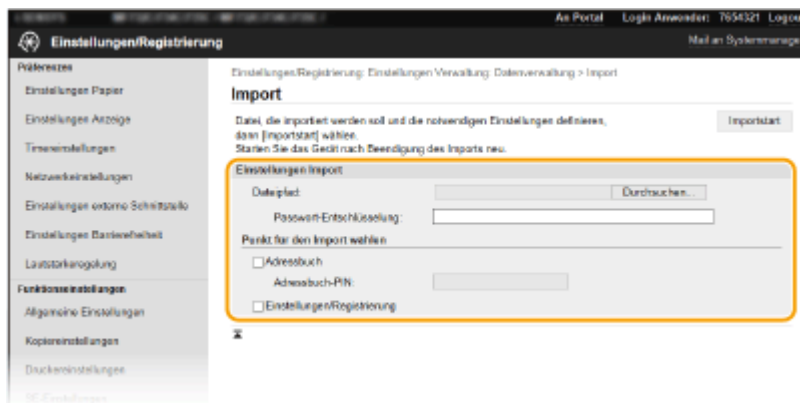 An Portal Login Anwender: 7654321 Logou
Einstellungen/Registrierung
Mail an Systemmanage
Präferenzen
Einstellungen Papier
Einstellungen Anzeige
Timereinstellungen
Netzwerkeinstellungen
Einstellungen externe Schnittstelle
Einstellungen Barrierefreiheit
Lautstärkeregelung
Funktionseinstellungen
Allgemeine Einstellungen
Kopiereinstellungen
Druckereinstellungen
Einstellungen/Registrierung: Einstellungen Verwaltung: Datenverwaltung > Import
Import
Datei, die importiert werden soll und die notwendigen Einstellungen definieren,
dann [Importstart] wählen.
Starten Sie das Gerät nach Beendigung des Imports neu.
Importstart
Einstellungen Import
Dateipfad:
Durchsuchen...
Passwort-Entschlüsselung:
Punkt für den Import wählen
Adressbuch
Adressbuch-PIN:
Einstellungen/Registrierung